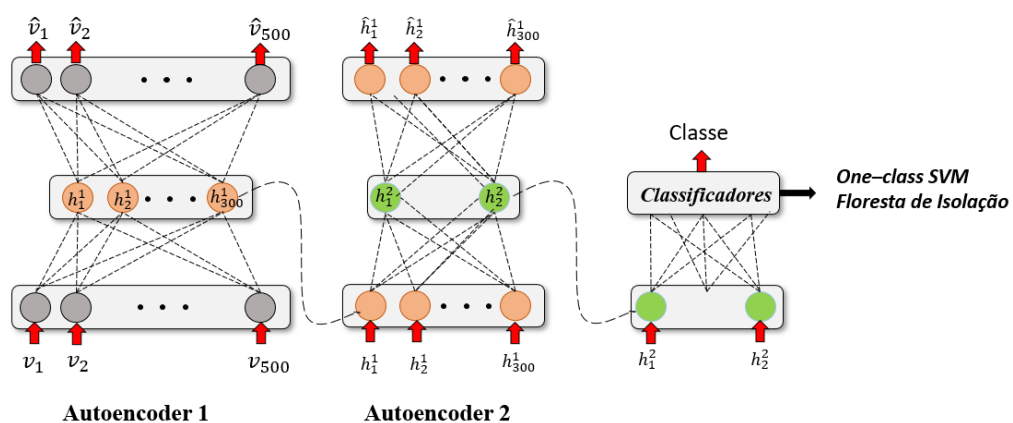 v̂₁ v̂₂ v̂₅₀₀
ĥ₁¹ ĥ₂¹ ĥ₃₀₀¹
h₁¹ h₂¹ • • • h₃₀₀¹
h₁² h₂²
Classe
Classificadores
One–class SVM
Floresta de Isolação
v₁ v₂ v₅₀₀
h₁¹ h₂¹ h₃₀₀¹
h₁² h₂²
Autoencoder 1
Autoencoder 2